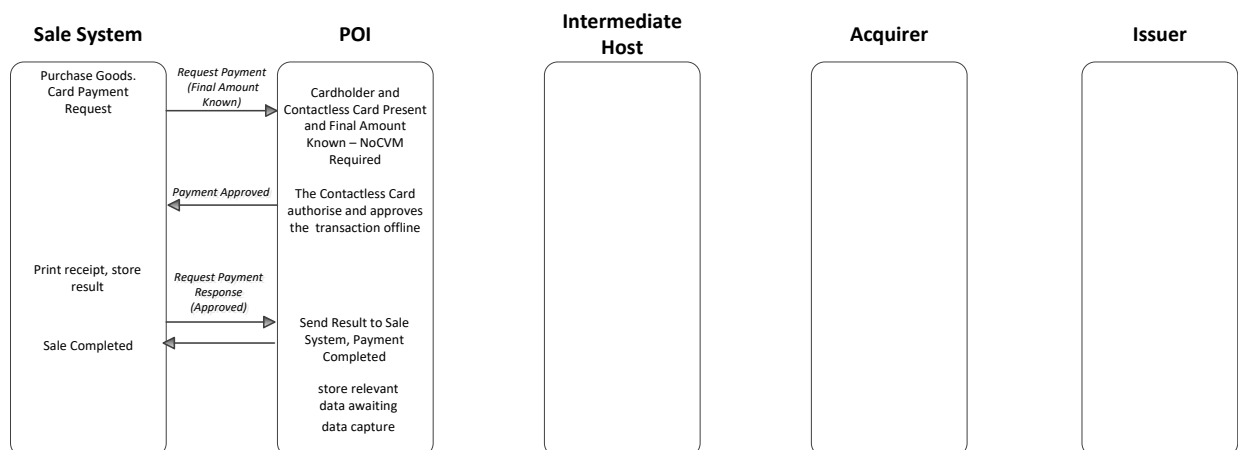 Sale System
POI
Intermediate
Host
Acquirer
Issuer
Purchase Goods.
Card Payment
Request
Request Payment
(Final Amount
Known)
Cardholder and
Contactless Card Present
and Final Amount
Known – NoCVM
Required
Payment Approved
The Contactless Card
authorise and approves
the transaction offline
Print receipt, store
result
Request Payment
Response
(Approved)
Send Result to Sale
System, Payment
Completed
Sale Completed
store relevant
data awaiting
data capture